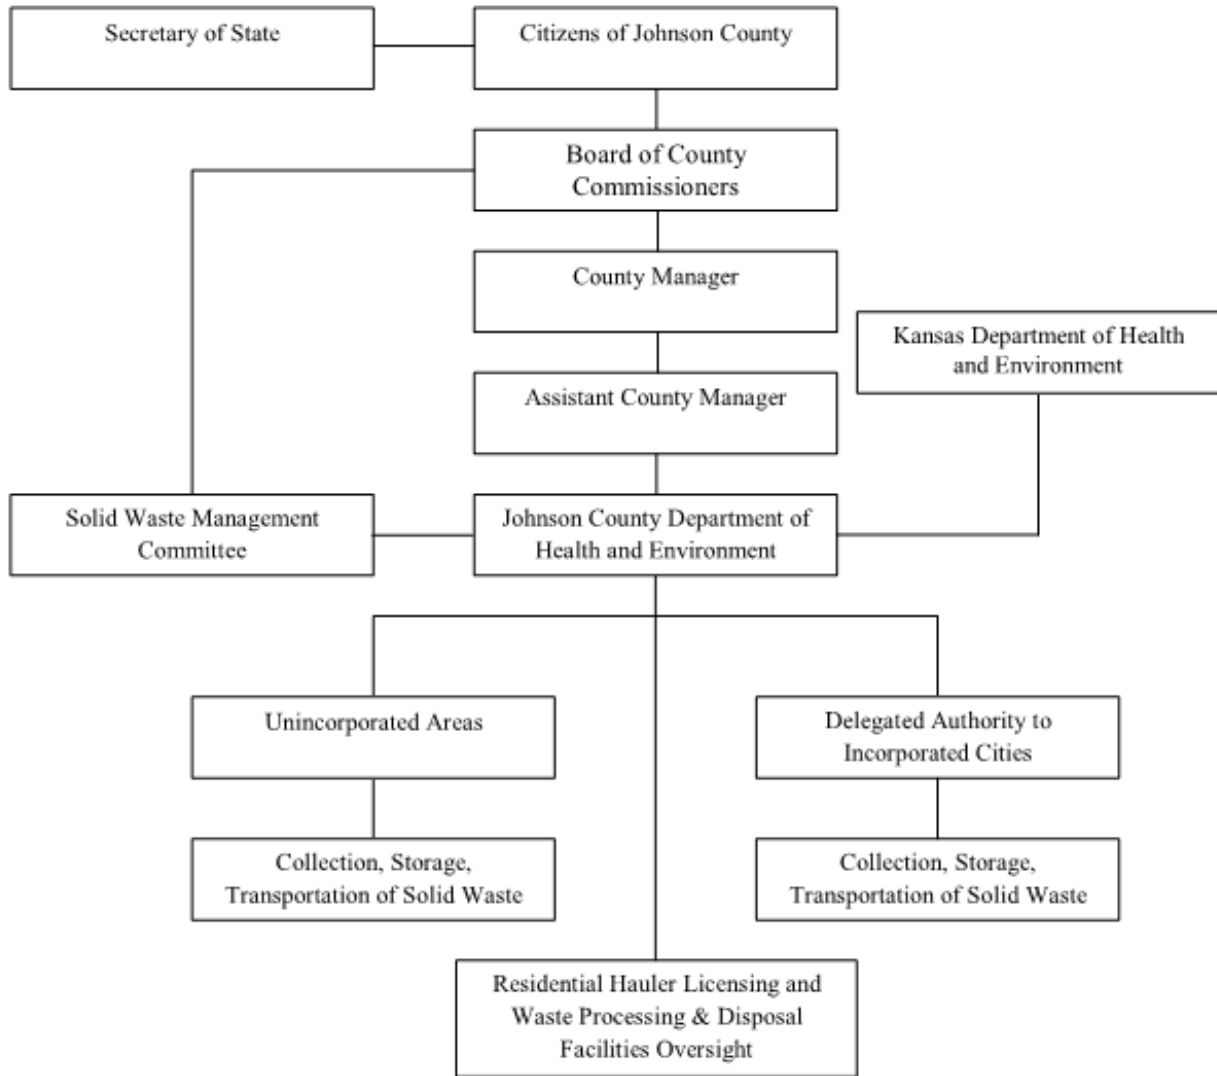 Secretary of State
Citizens of Johnson County
Board of County
Commissioners
County Manager
Kansas Department of Health
and Environment
Assistant County Manager
Solid Waste Management
Committee
Johnson County Department of
Health and Environment
Unincorporated Areas
Delegated Authority to
Incorporated Cities
Collection, Storage,
Transportation of Solid Waste
Collection, Storage,
Transportation of Solid Waste
Residential Hauler Licensing and
Waste Processing & Disposal
Facilities Oversight